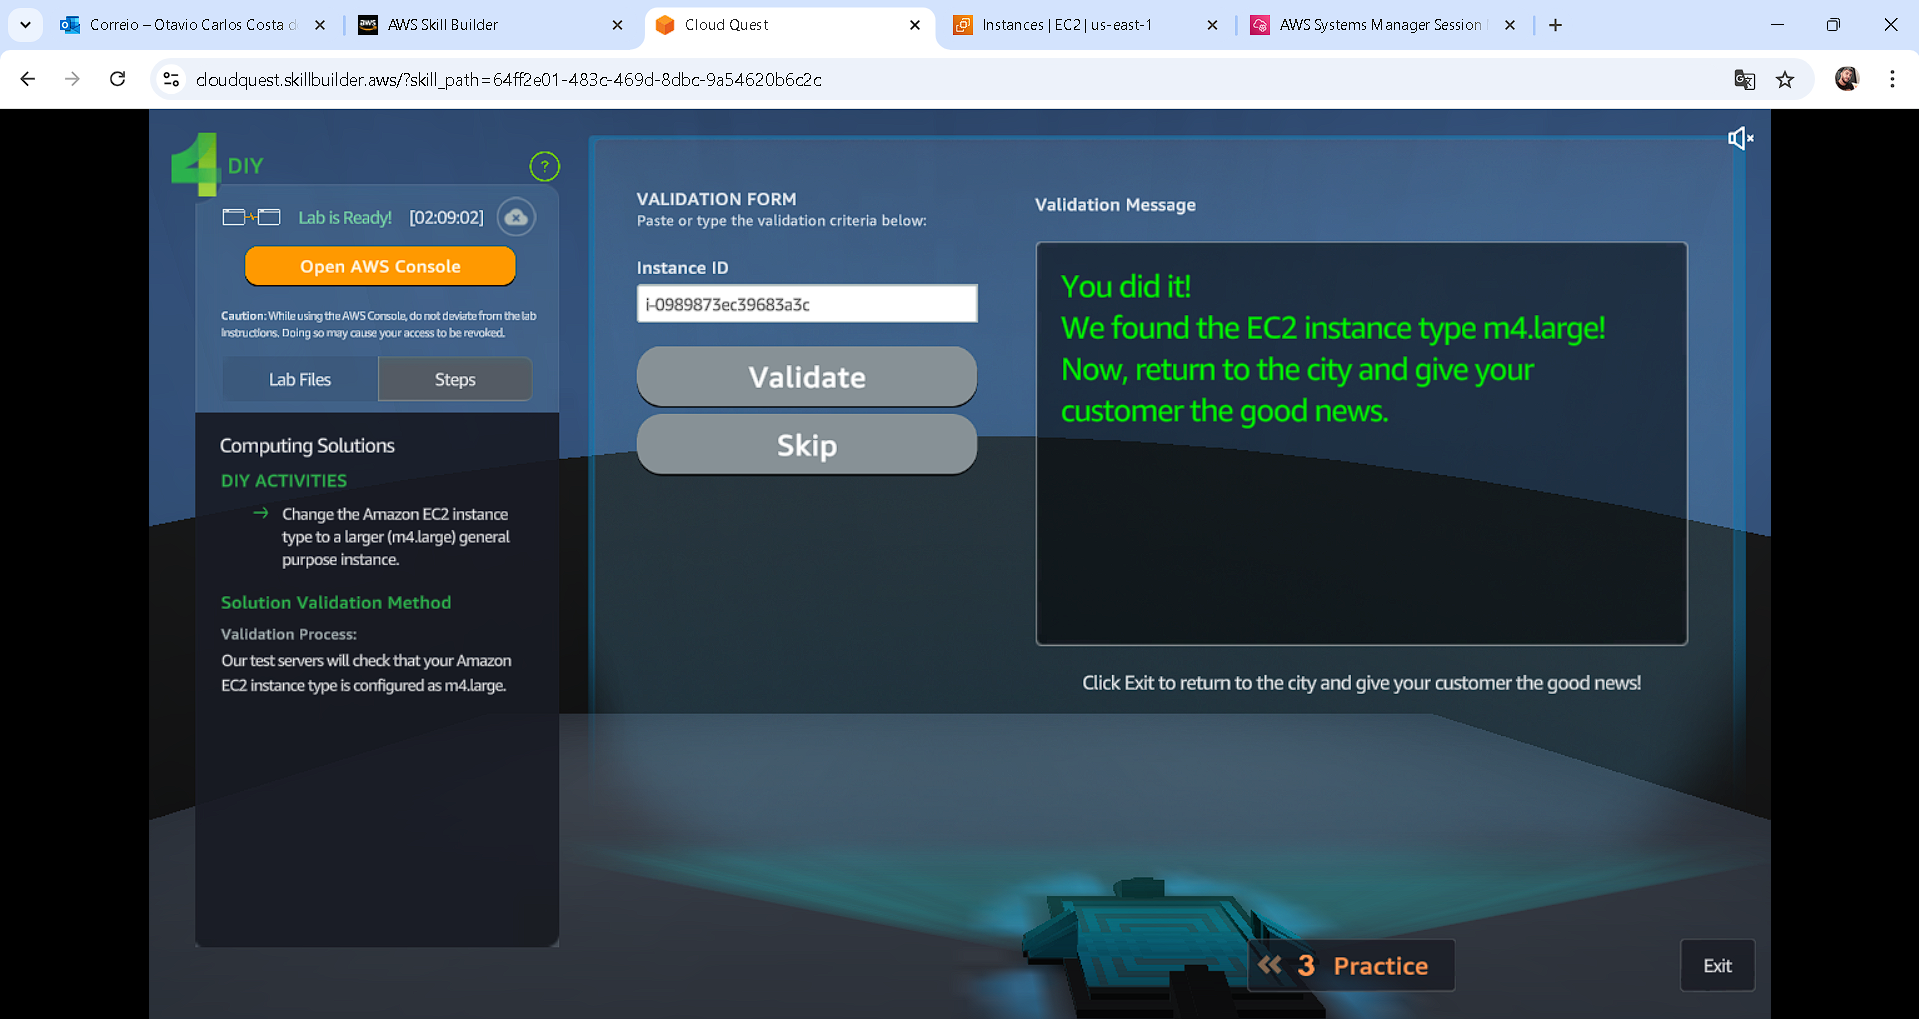 Correio – Otavio Carlos Costa d
AWS Skill Builder
Cloud Quest
Instances | EC2 | us-east-1
AWS Systems Manager Session
cloudquest.skillbuilder.aws/?skill_path=64ff2e01-483c-469d-8dbc-9a54620b6c2c
4 DIY
?
Lab is Ready! [02:09:02]
Open AWS Console
Caution: While using the AWS Console, do not deviate from the lab
instructions. Doing so may cause your access to be revoked.
Lab Files
Steps
Computing Solutions
DIY ACTIVITIES
→ Change the Amazon EC2 instance
type to a larger (m4.large) general
purpose instance.
Solution Validation Method
Validation Process:
Our test servers will check that your Amazon
EC2 instance type is configured as m4.large.
VALIDATION FORM
Paste or type the validation criteria below:
Instance ID
i-0989873ec39683a3c
Validate
Skip
Validation Message
You did it!
We found the EC2 instance type m4.large!
Now, return to the city and give your
customer the good news.
Click Exit to return to the city and give your customer the good news!
3 Practice
Exit